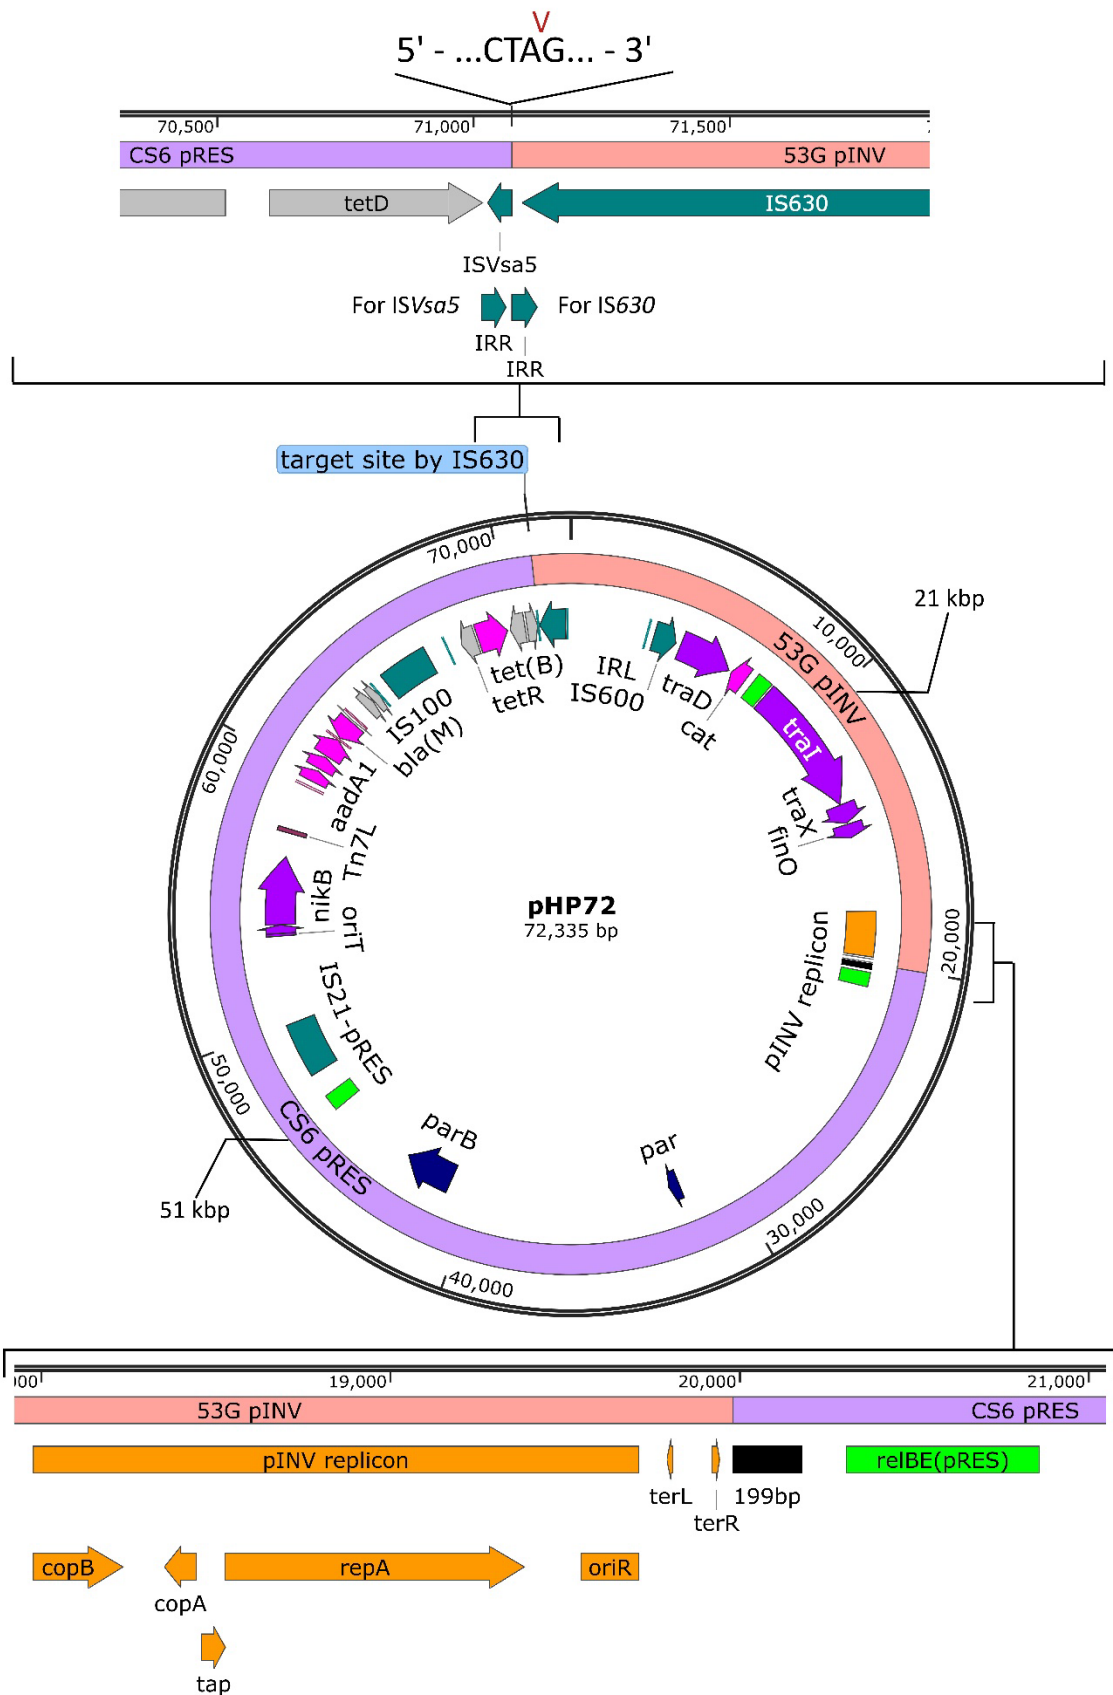 V
5' - ...CTAG... - 3'
70,500
71,000
71,500
CS6 pRES
53G pINV
tetD
IS630
ISVsa5
For ISVsa5
For IS630
IRR
IRR
target site by IS630
70,000
10,000
21 kbp
53G pINV
tet(B)
tetR
IRL
IS600
traD
cat
traI
IS100
bla(M)
60,000
aadA1
traX
finO
Tn7L
nikB
oriT
pHP72
72,335 bp
pINV replicon
20,000
IS21-pRES
50,000
CS6 pRES
parB
par
51 kbp
30,000
40,000
000
19,000
20,000
21,000
53G pINV
CS6 pRES
pINV replicon
relBE(pRES)
terL
199bp
terR
copB
repA
oriR
copA
tap